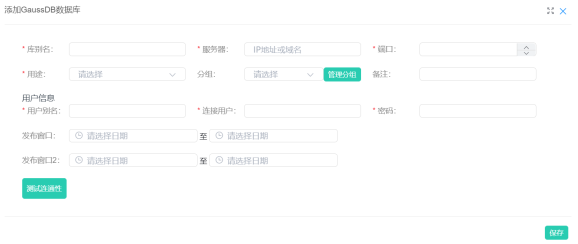 添加GaussDB数据库
* 库别名: * 服务器: IP地址或域名 * 端口:
* 用途: 请选择 分组: 请选择 管理分组 备注:
用户信息
* 用户别名: * 连接用户: * 密码:
发布窗口: 请选择日期 至 请选择日期
发布窗口2: 请选择日期 至 请选择日期
测试连通性
保存